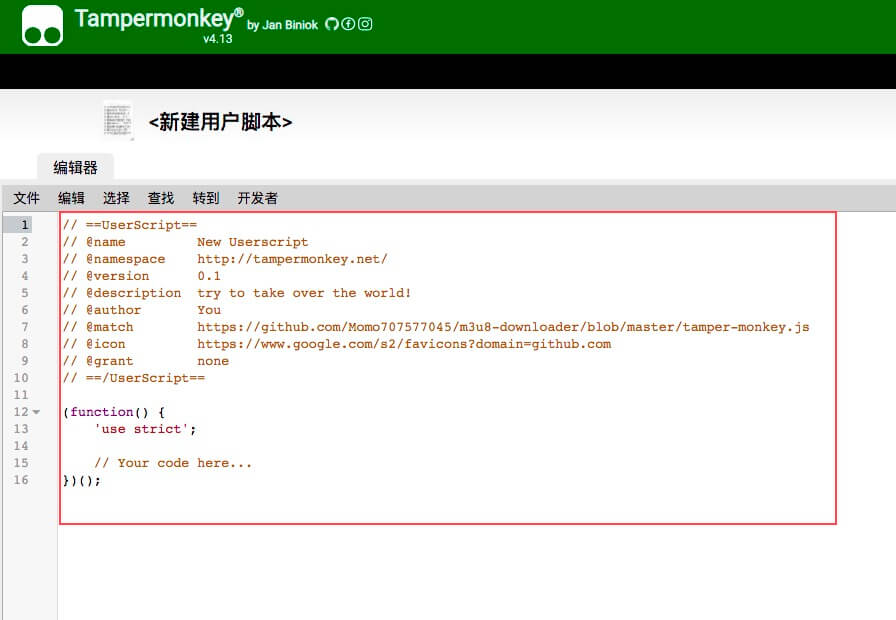 Tampermonkey® by Jan Biniok
v4.13
<新建用户脚本>
编辑器
文件 编辑 选择 查找 转到 开发者
1 // ==UserScript==
2 // @name         New Userscript
3 // @namespace    http://tampermonkey.net/
4 // @version      0.1
5 // @description  try to take over the world!
6 // @author       You
7 // @match        https://github.com/Momo707577045/m3u8-downloader/blob/master/tamper-monkey.js
8 // @icon         https://www.google.com/s2/favicons?domain=github.com
9 // @grant        none
10 // ==/UserScript==
11
12 (function() {
13     'use strict';
14
15     // Your code here...
16 })();